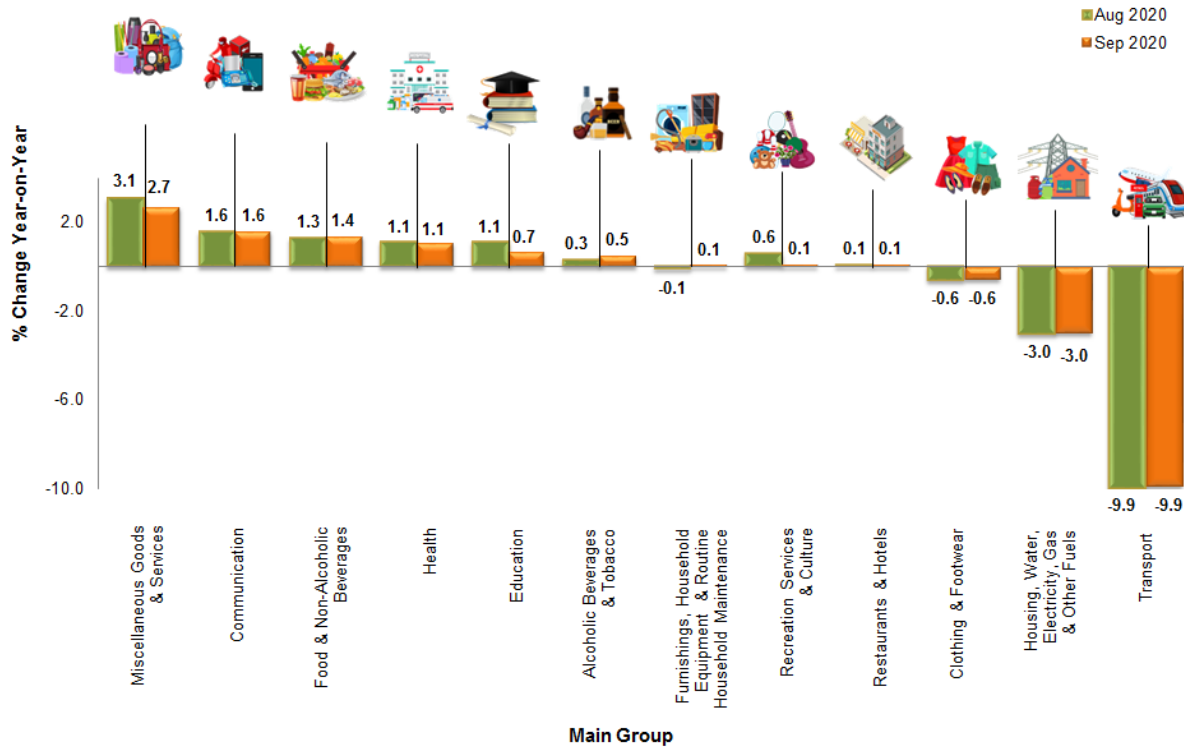 Aug 2020
Sep 2020
% Change Year-on-Year
2.0
-2.0
-6.0
-10.0
3.1
2.7
1.6
1.6
1.3
1.4
1.1
1.1
1.1
0.7
0.3
0.5
-0.1
0.1
0.6
0.1
0.1
0.1
-0.6
-0.6
-3.0
-3.0
-9.9
-9.9
Miscellaneous Goods
& Services
Communication
Food & Non-Alcoholic
Beverages
Health
Education
Alcoholic Beverages
& Tobacco
Furnishings, Household
Equipment & Routine
Household Maintenance
Recreation Services
& Culture
Restaurants & Hotels
Clothing & Footwear
Housing, Water,
Electricity, Gas
& Other Fuels
Transport
Main Group